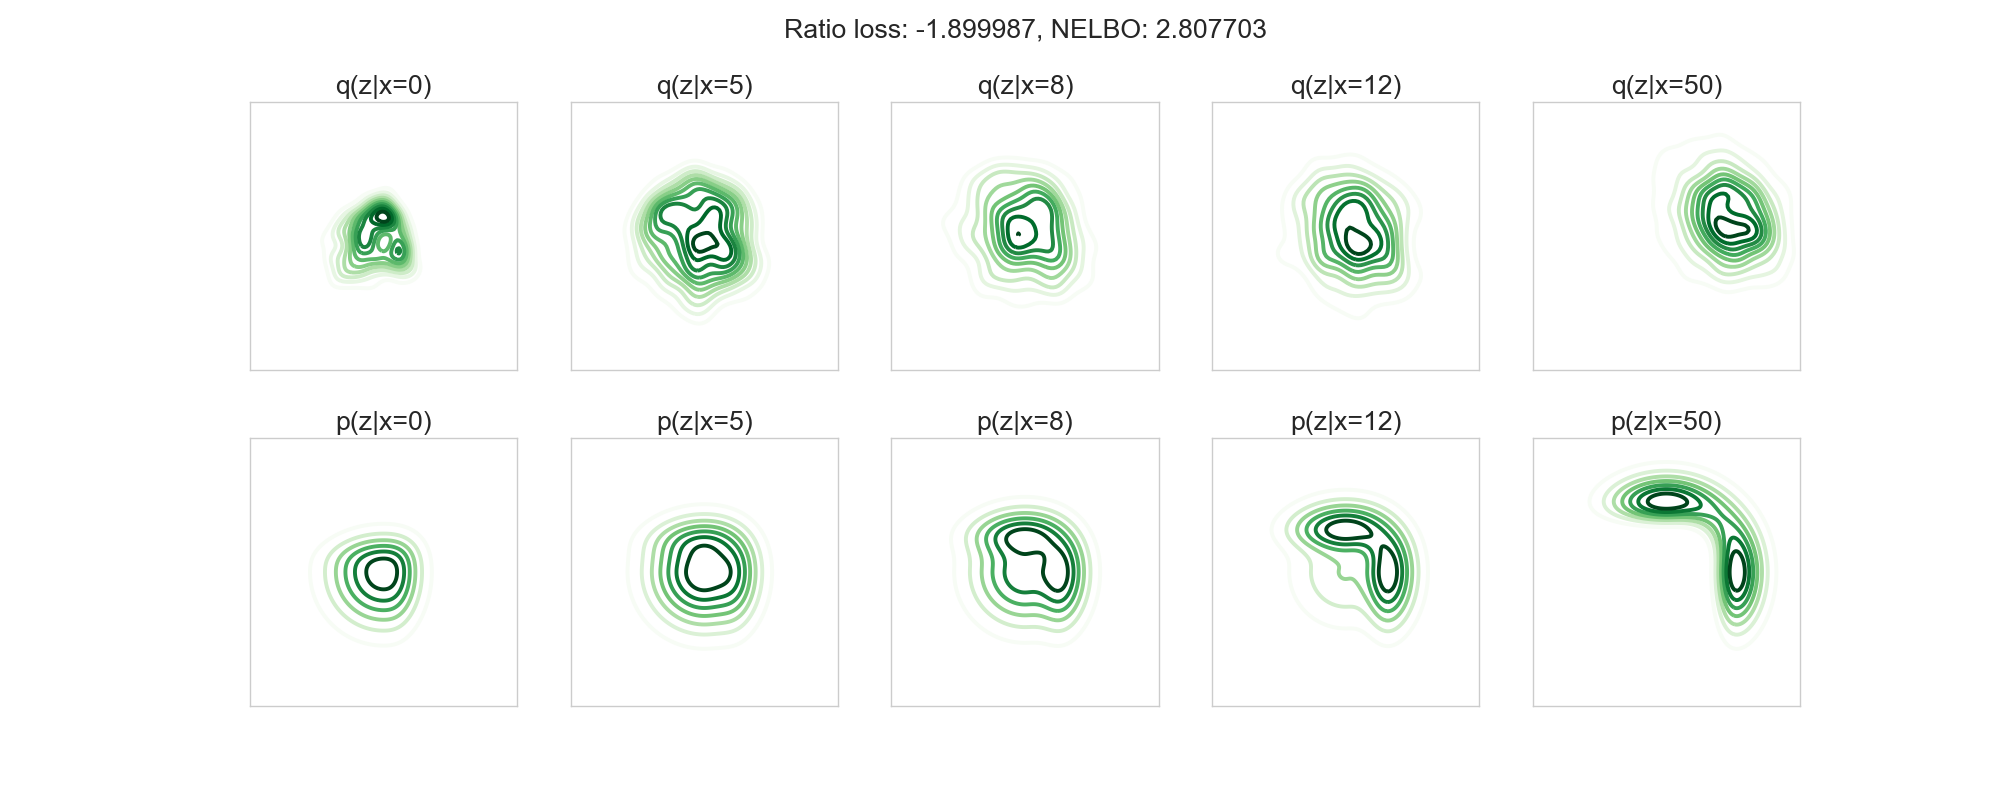 Ratio loss: -1.899987, NELBO: 2.807703
q(z|x=0) q(z|x=5) q(z|x=8) q(z|x=12) q(z|x=50)
p(z|x=0) p(z|x=5) p(z|x=8) p(z|x=12) p(z|x=50)